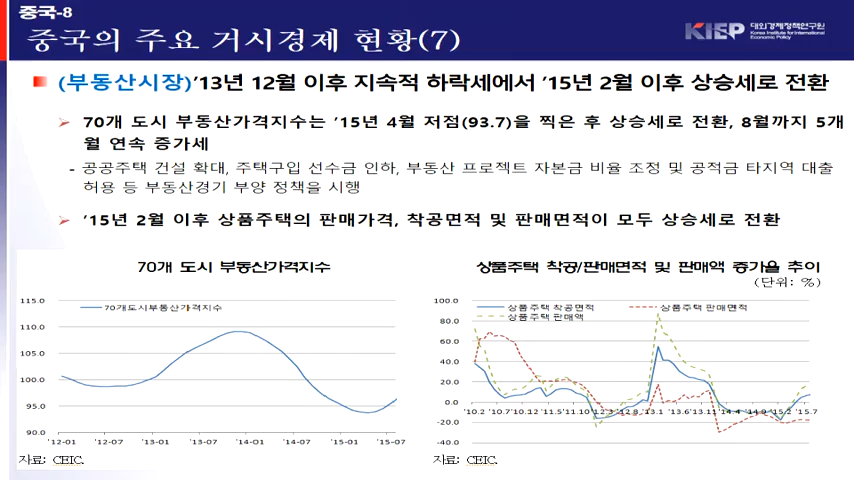 중국-8
중국의 주요 거시경제 현황(7)
KIEP 대외경제정책연구원
Korea Institute for International
Economic Policy
(부동산시장)’13년 12월 이후 지속적 하락세에서 ’15년 2월 이후 상승세로 전환
70개 도시 부동산가격지수는 ’15년 4월 저점(93.7)을 찍은 후 상승세로 전환, 8월까지 5개
월 연속 증가세
- 공공주택 건설 확대, 주택구입 선수금 인하, 부동산 프로젝트 자본금 비율 조정 및 공적금 타지역 대출
허용 등 부동산경기 부양 정책을 시행
’15년 2월 이후 상품주택의 판매가격, 착공면적 및 판매면적이 모두 상승세로 전환
70개 도시 부동산가격지수
115.0
70개도시부동산가격지수
110.0
105.0
100.0
95.0
90.0
'12-01 '12-07 '13-01 '13-07 '14-01 '14-07 '15-01 '15-07
자료: CEIC.
상품주택 착공/판매면적 및 판매액 증가율 추이
(단위: %)
100.0
상품주택 착공면적 상품주택 판매면적
상품주택 판매액
80.0
60.0
40.0
20.0
0.0
'10.2 '10.7 '10.12 '11.5 '11.10 '12.3 '12.8 '13.1 '13.6 '13.11 '14.4 '14.9 '15.2 '15.7
-20.0
-40.0
자료: CEIC.